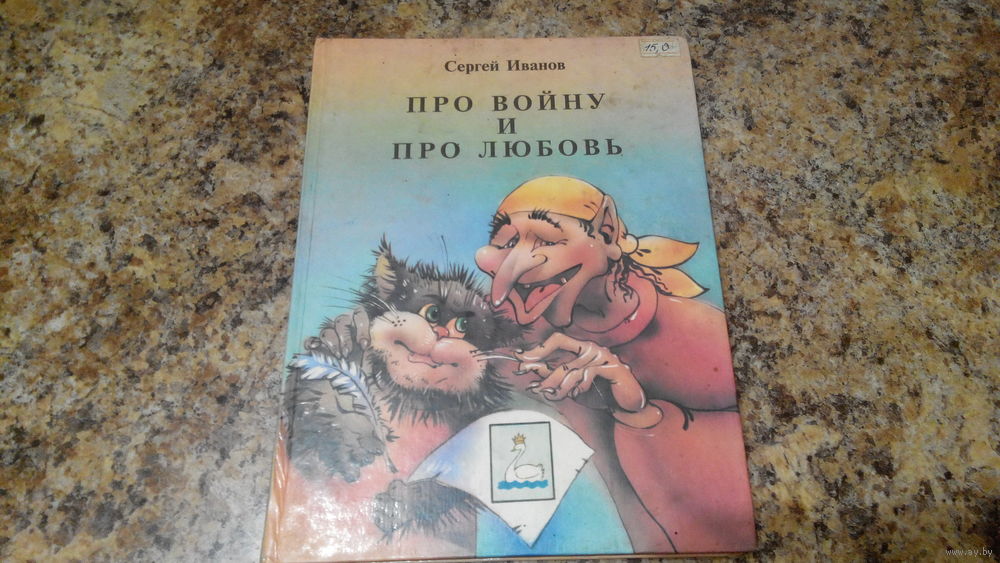 15,0
Сергей Иванов
ПРО ВОЙНУ
И
ПРО ЛЮБОВЬ
www.ay.by